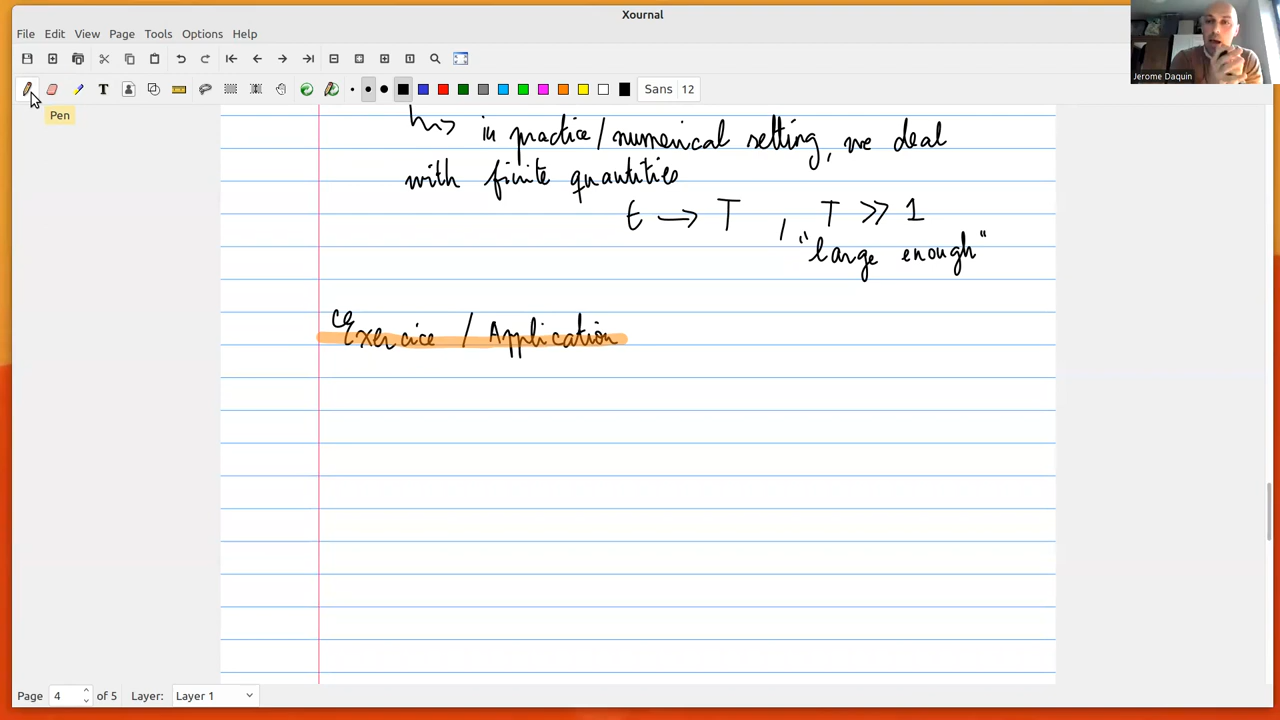 Xournal
File Edit View Page Tools Options Help
Jerome Daquin
Sans 12
Pen
in practice/numerical setting, we deal
with finite quantities
t → T , T >> 1
"large enough"
Exercice / Application
Page 4 of 5 Layer: Layer 1